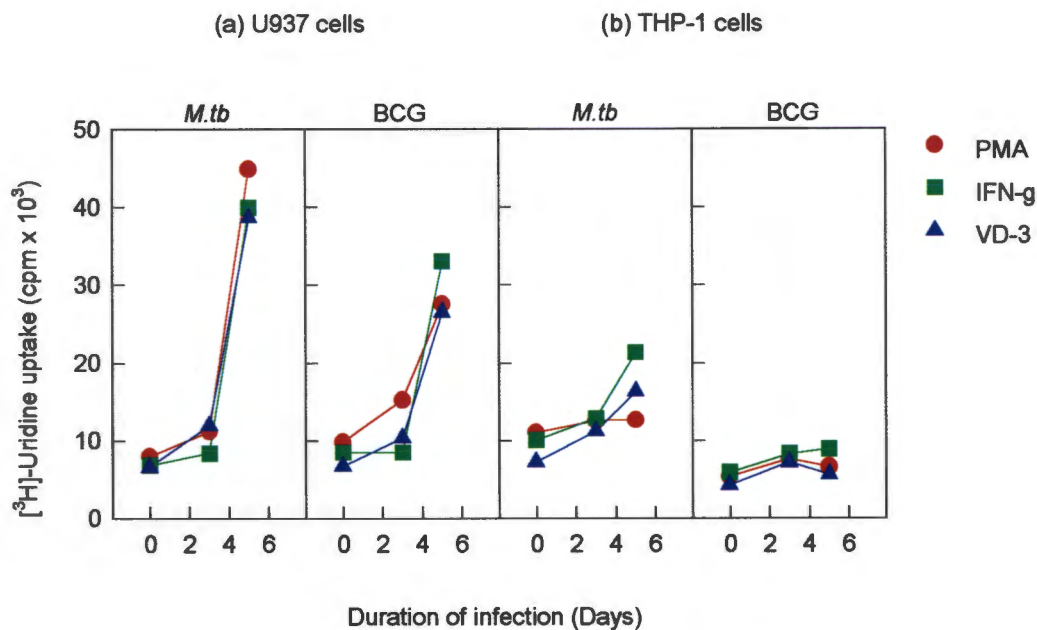 (a) U937 cells (b) THP-1 cells
M.tb BCG M.tb BCG
50
40
30
20
10
0
[³H]-Uridine uptake (cpm x 10³)
0 2 4 6 0 2 4 6 0 2 4 6 0 2 4 6
Duration of infection (Days)
PMA
IFN-g
VD-3